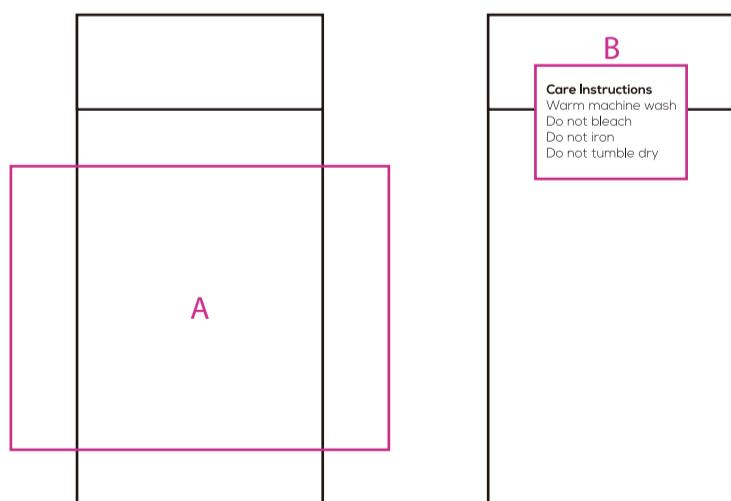 A
B
Care Instructions
Warm machine wash
Do not bleach
Do not iron
Do not tumble dry